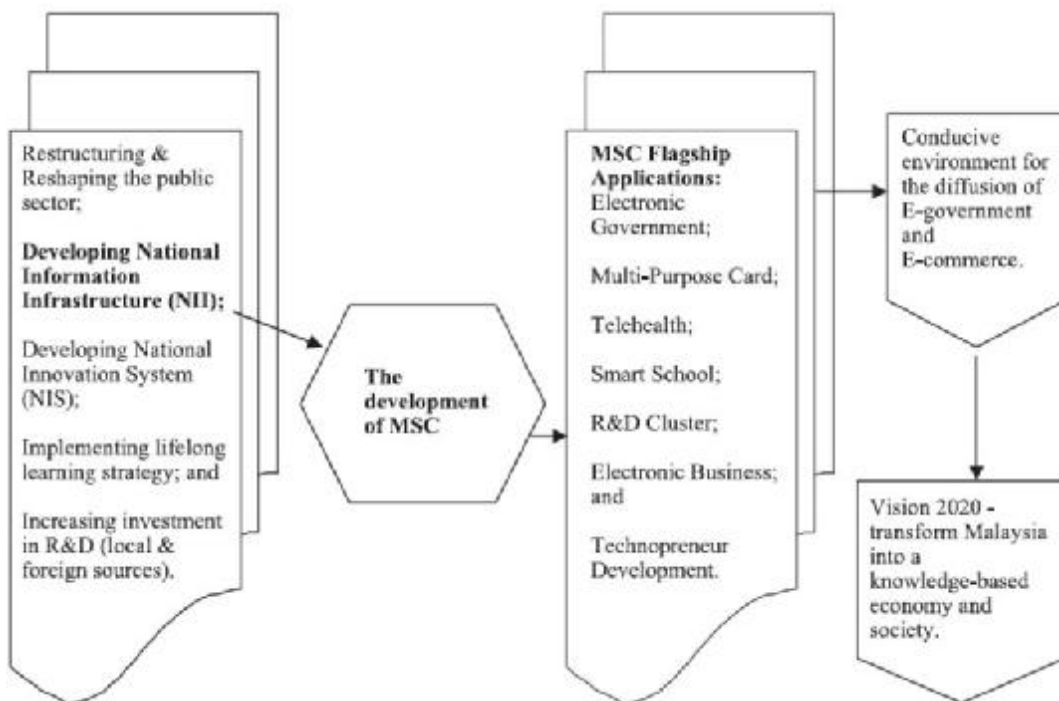 Restructuring &
Reshaping the public
sector;
Developing National
Information
Infrastructure (NII);
Developing National
Innovation System
(NIS);
Implementing lifelong
learning strategy; and
Increasing investment
in R&D (local &
foreign sources).
The
development
of MSC
MSC Flagship
Applications:
Electronic
Government;
Multi-Purpose Card;
Telehealth;
Smart School;
R&D Cluster;
Electronic Business;
and
Technopreneur
Development.
Conducive
environment for
the diffusion of
E-government
and
E-commerce.
Vision 2020 -
transform Malaysia
into a
knowledge-based
economy and
society.